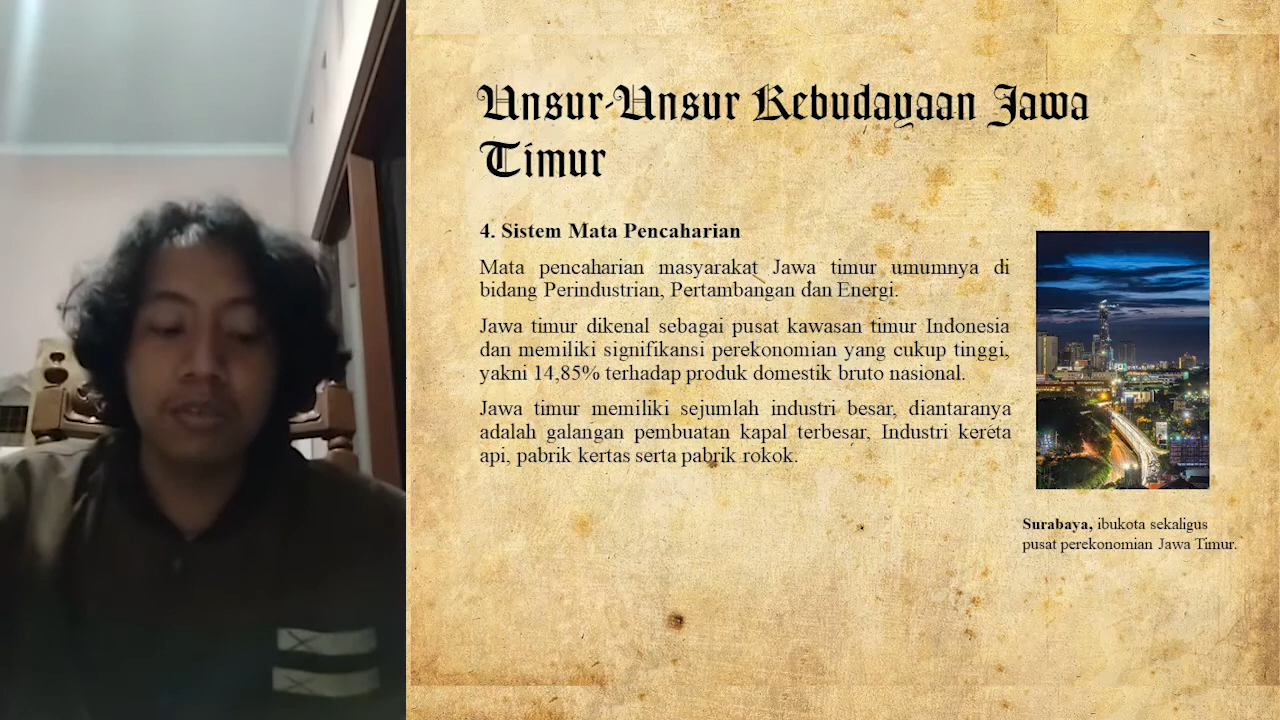 Unsur-Unsur Kebudayaan Jawa
Timur
4. Sistem Mata Pencaharian
Mata pencaharian masyarakat Jawa timur umumnya di
bidang Perindustrian, Pertambangan dan Energi.
Jawa timur dikenal sebagai pusat kawasan timur Indonesia
dan memiliki signifikansi perekonomian yang cukup tinggi,
yakni 14,85% terhadap produk domestik bruto nasional.
Jawa timur memiliki sejumlah industri besar, diantaranya
adalah galangan pembuatan kapal terbesar, Industri kereta
api, pabrik kertas serta pabrik rokok.
Surabaya, ibukota sekaligus
pusat perekonomian Jawa Timur.